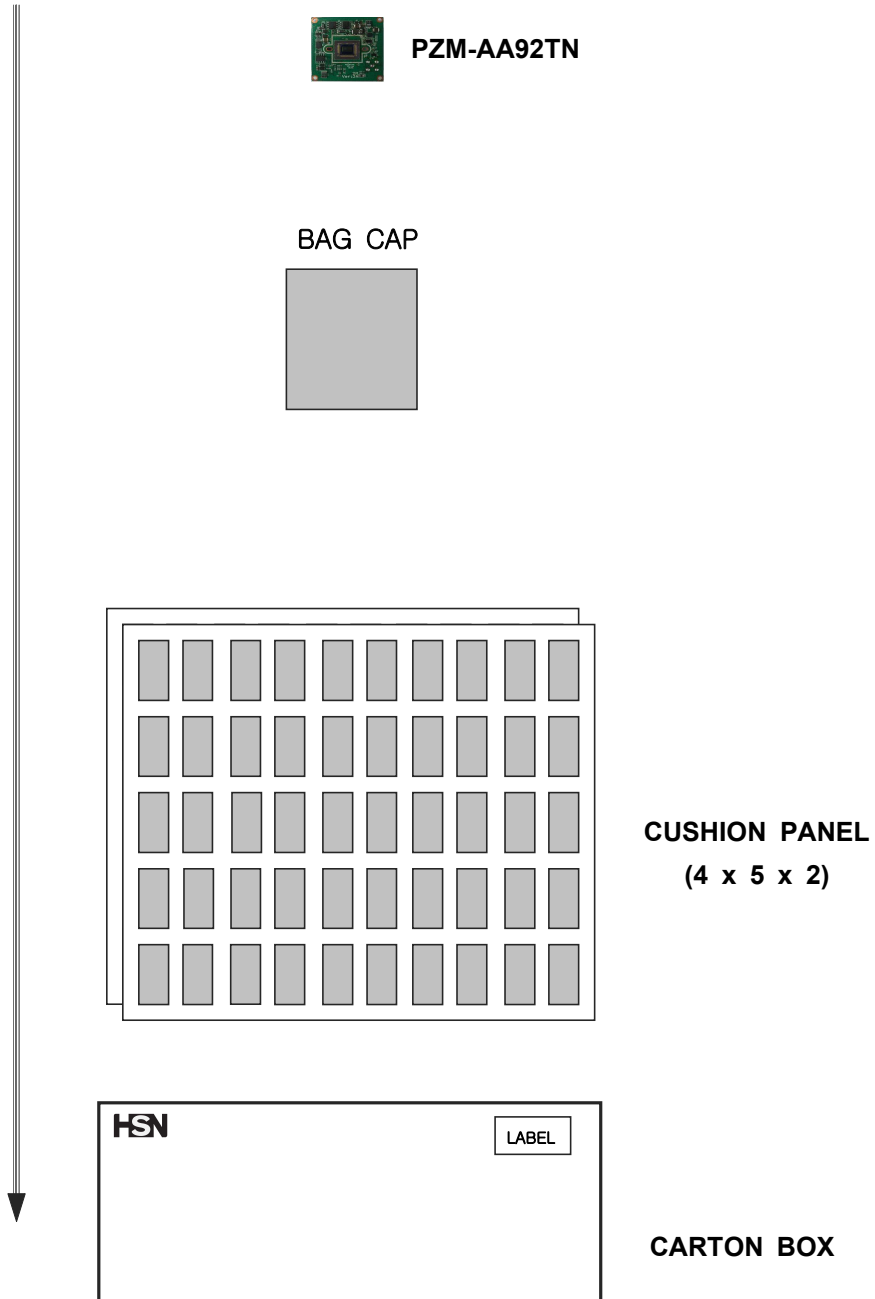 PZM-AA92TN
BAG CAP
CUSHION PANEL
(4 x 5 x 2)
HSN
LABEL
CARTON BOX